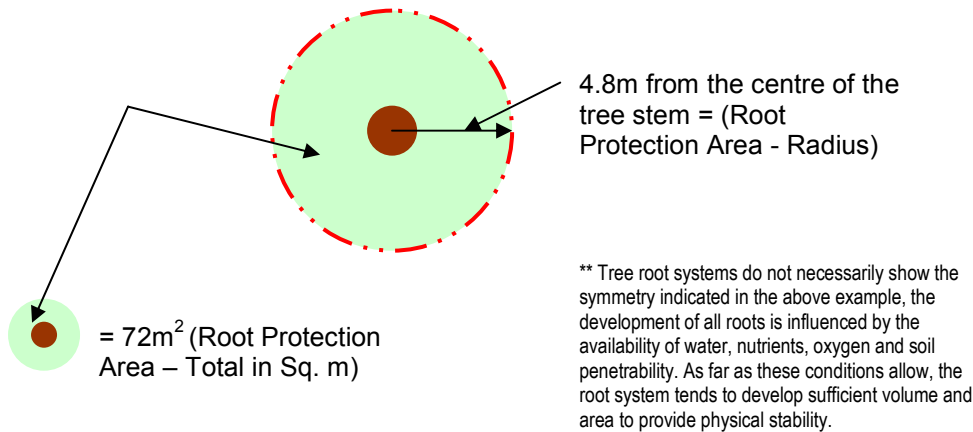 4.8m from the centre of the
tree stem = (Root
Protection Area - Radius)
= 72m² (Root Protection
Area – Total in Sq. m)
** Tree root systems do not necessarily show the
symmetry indicated in the above example, the
development of all roots is influenced by the
availability of water, nutrients, oxygen and soil
penetrability. As far as these conditions allow, the
root system tends to develop sufficient volume and
area to provide physical stability.